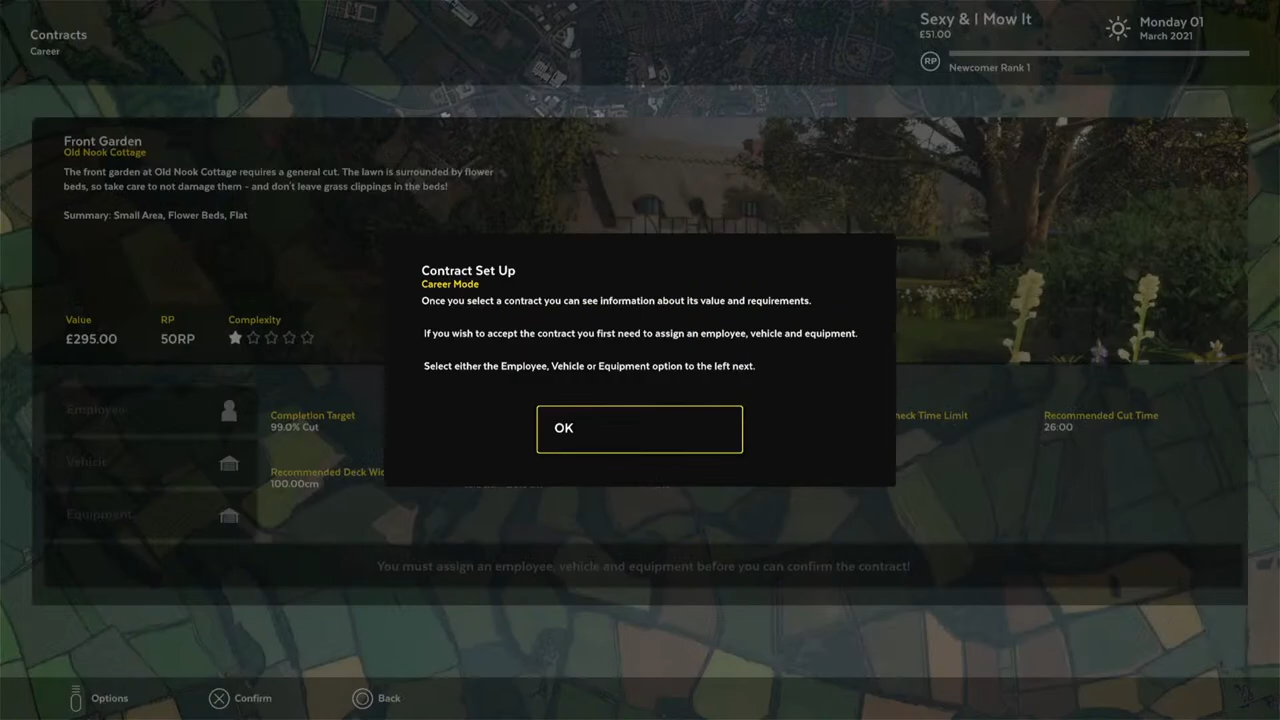 Contracts
Career
Sexy & I Mow It
£51.00
Monday 01
March 2021
RP
Newcomer Rank 1
Front Garden
Old Nook Cottage
The front garden at Old Nook Cottage requires a general cut. The lawn is surrounded by flower
beds, so take care to not damage them - and don't leave grass clippings in the beds!
Summary: Small Area, Flower Beds, Flat
Value
RP
Complexity
£295.00
50RP
Contract Set Up
Career Mode
Once you select a contract you can see information about its value and requirements.
If you wish to accept the contract you first need to assign an employee, vehicle and equipment.
Select either the Employee, Vehicle or Equipment option to the left next.
OK
Employee
Vehicle
Equipment
Completion Target
99.0% Cut
Time Limit
Recommended Cut Time
26:00
Recommended Deck
100.00cm
You must assign an employee, vehicle and equipment before you can confirm the contract!
Options
Confirm
Back